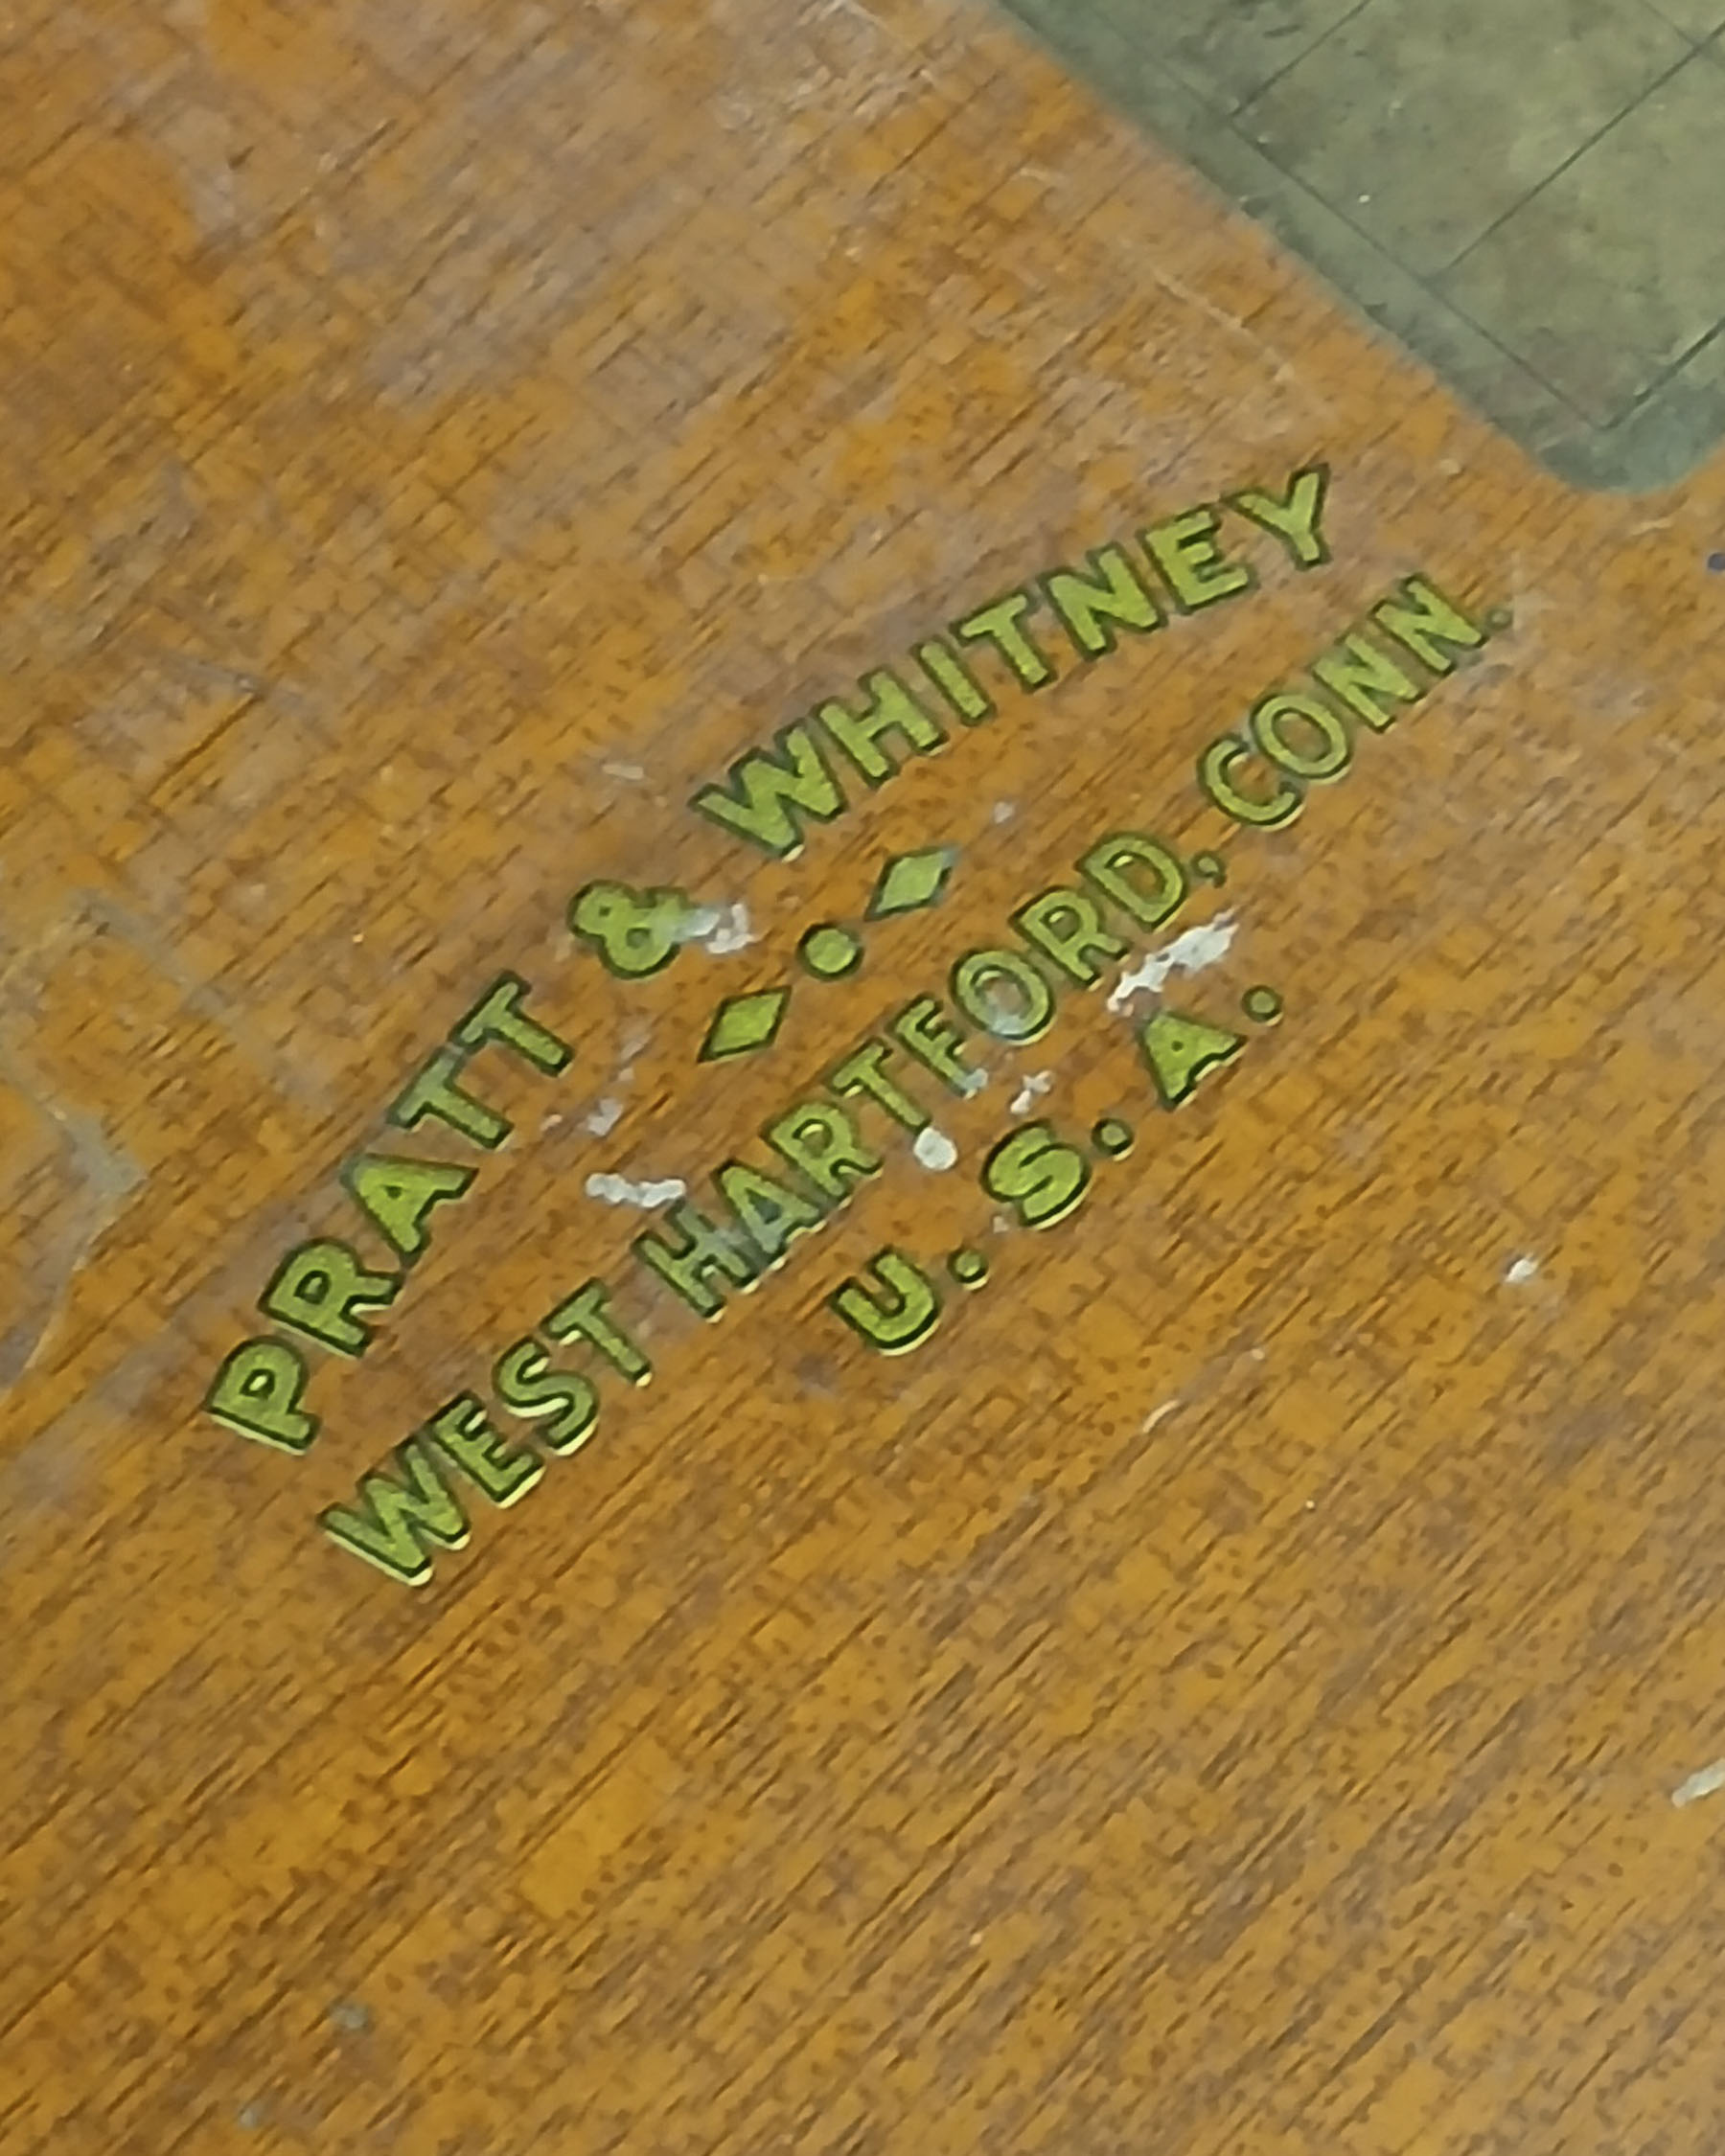 PRATT & WHITNEY
WEST HARTFORD, CONN.
U. S. A.